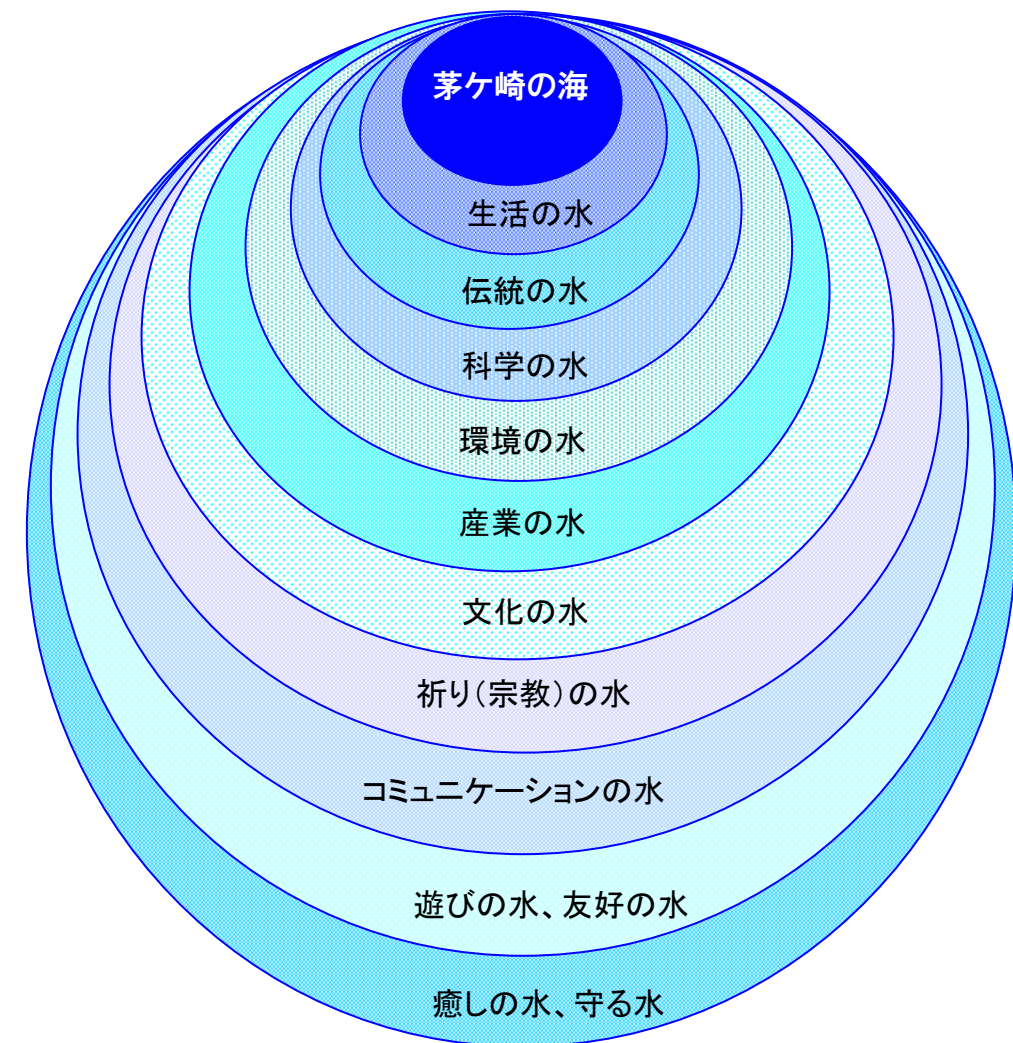 茅ケ崎の海
生活の水
伝統の水
科学の水
環境の水
産業の水
文化の水
祈り（宗教）の水
コミュニケーションの水
遊びの水、友好の水
癒しの水、守る水